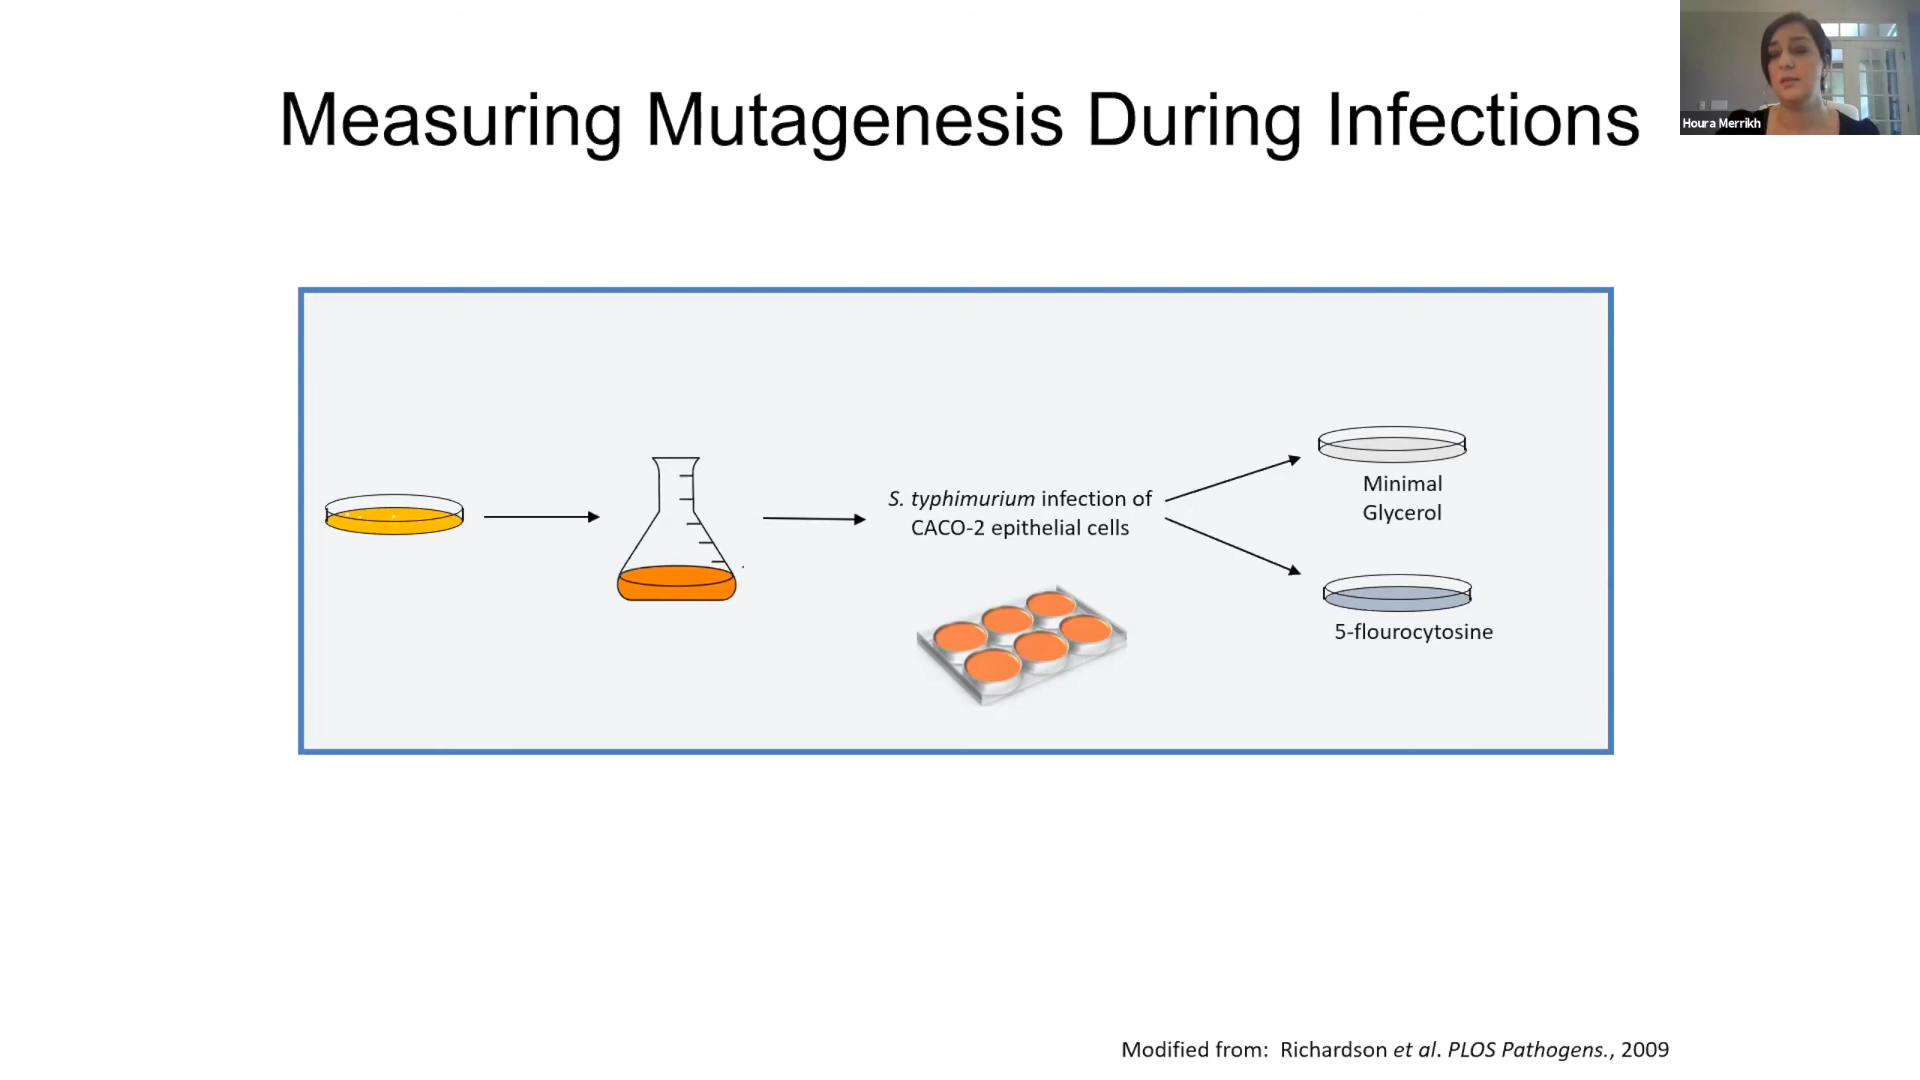 Measuring Mutagenesis During Infections
Houra Merrikh
S. typhimurium infection of
CACO-2 epithelial cells
Minimal
Glycerol
5-flourocytosine
Modified from: Richardson et al. PLOS Pathogens., 2009